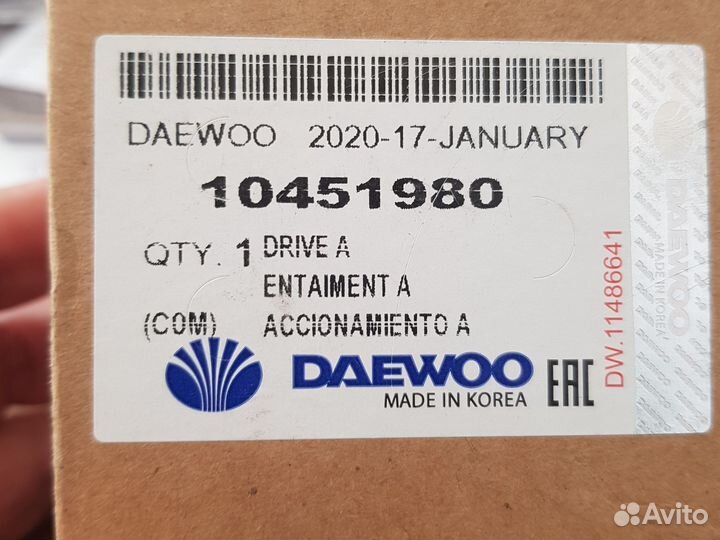 DAEWOO 2020-17-JANUARY
10451980
QTY. 1 DRIVE A
ENTAIMENT A
(COM) ACCIONAMIENTO A
DAEWOO
MADE IN KOREA
EAC
DW.11486641
DAEWOO
MADE IN KOREA
Avito